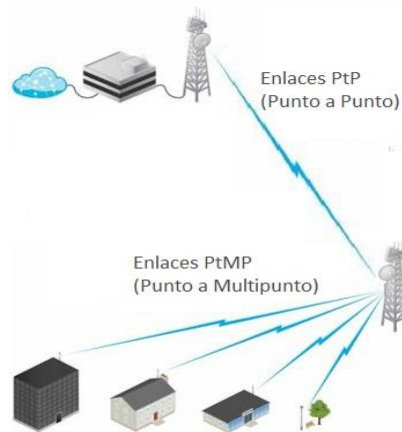 Enlaces PtP
(Punto a Punto)
Enlaces PtMP
(Punto a Multipunto)